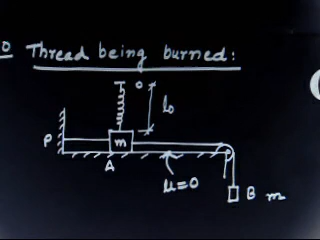 Thread being burned:
o
l₀
P
m
A
μ=0
B m